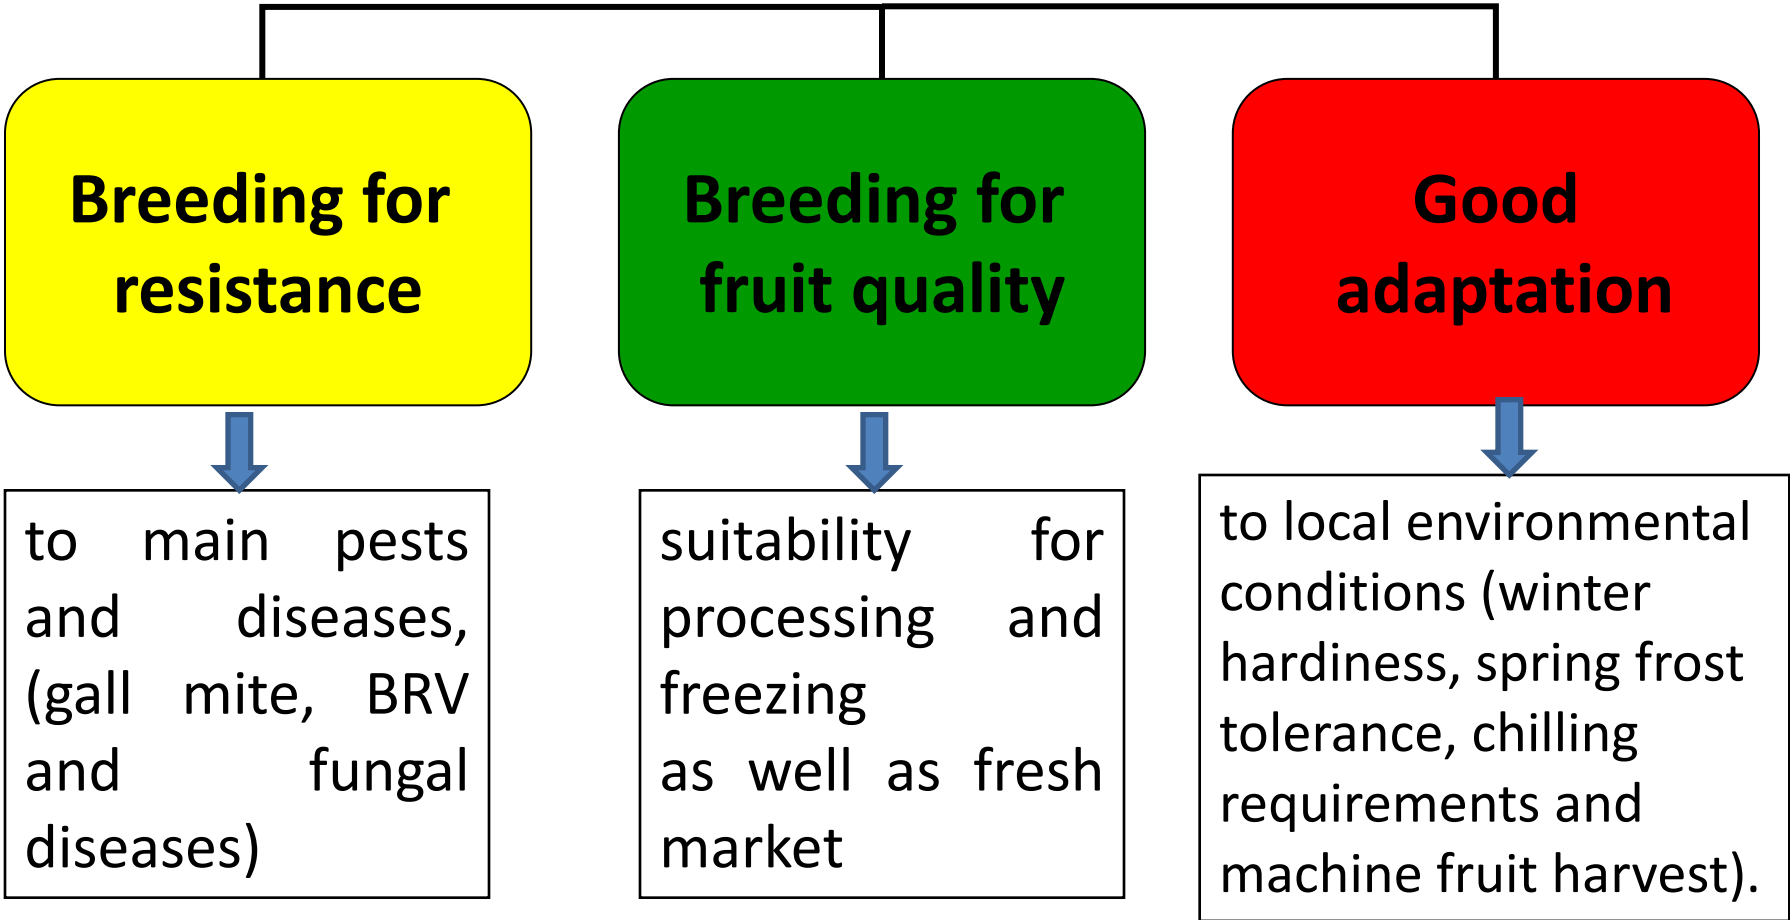 Breeding for
resistance
Breeding for
fruit quality
Good
adaptation
to main pests
and diseases,
(gall mite, BRV
and fungal
diseases)
suitability for
processing and
freezing
as well as fresh
market
to local environmental
conditions (winter
hardiness, spring frost
tolerance, chilling
requirements and
machine fruit harvest).